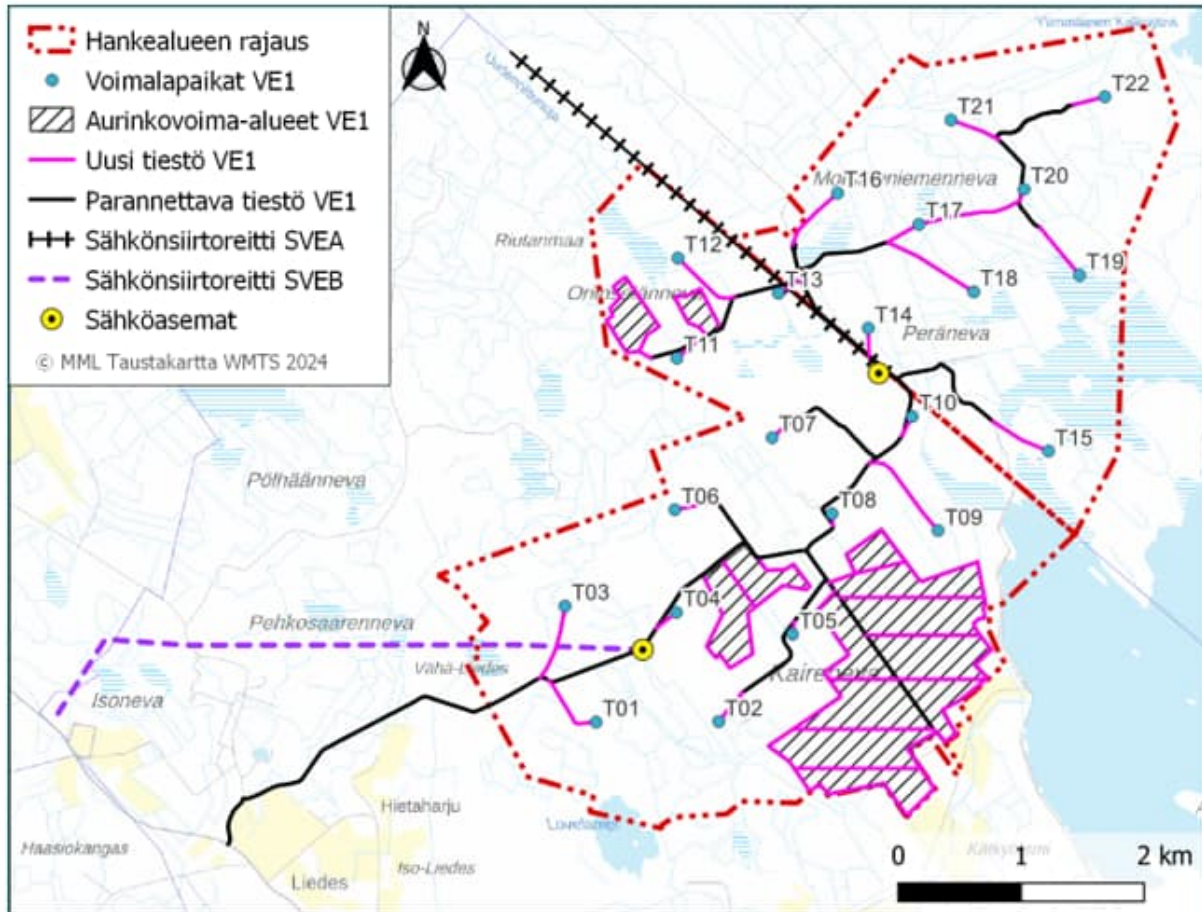 Hankealueen rajaus
Voimalapaikat VE1
Aurinkovoima-alueet VE1
Uusi tiestö VE1
Parannettava tiestö VE1
Sähkönsiirtoreitti SVEA
Sähkönsiirtoreitti SVEB
Sähköasemat
© MML Taustakartta WMTS 2024
N
T22
T21
T16
T20
T17
Riutanmaa
T12
T19
T13
T18
T14
Peräneva
T11
T10
T07
T15
Pölhäänneva
T06
T08
T09
T03
T04
Pehkosaarenneva
T05
Vähä-Liedes
Isoneva
T01
T02
Hietaharju
Haasiokangas
Iso-Liedes
Liedes
0 1 2 km